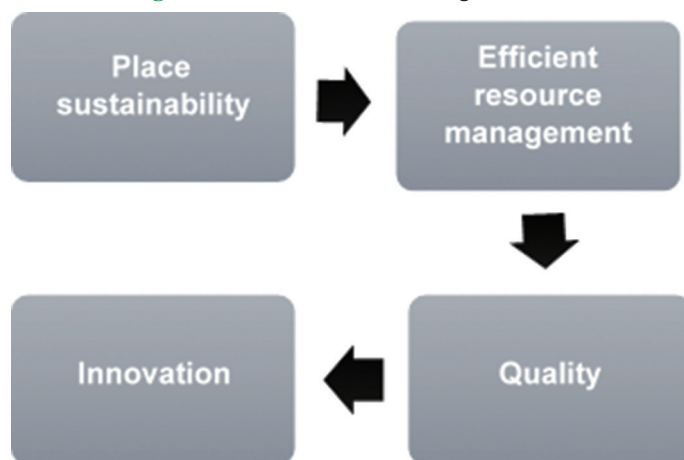 Place
sustainability
Efficient
resource
management
Quality
Innovation